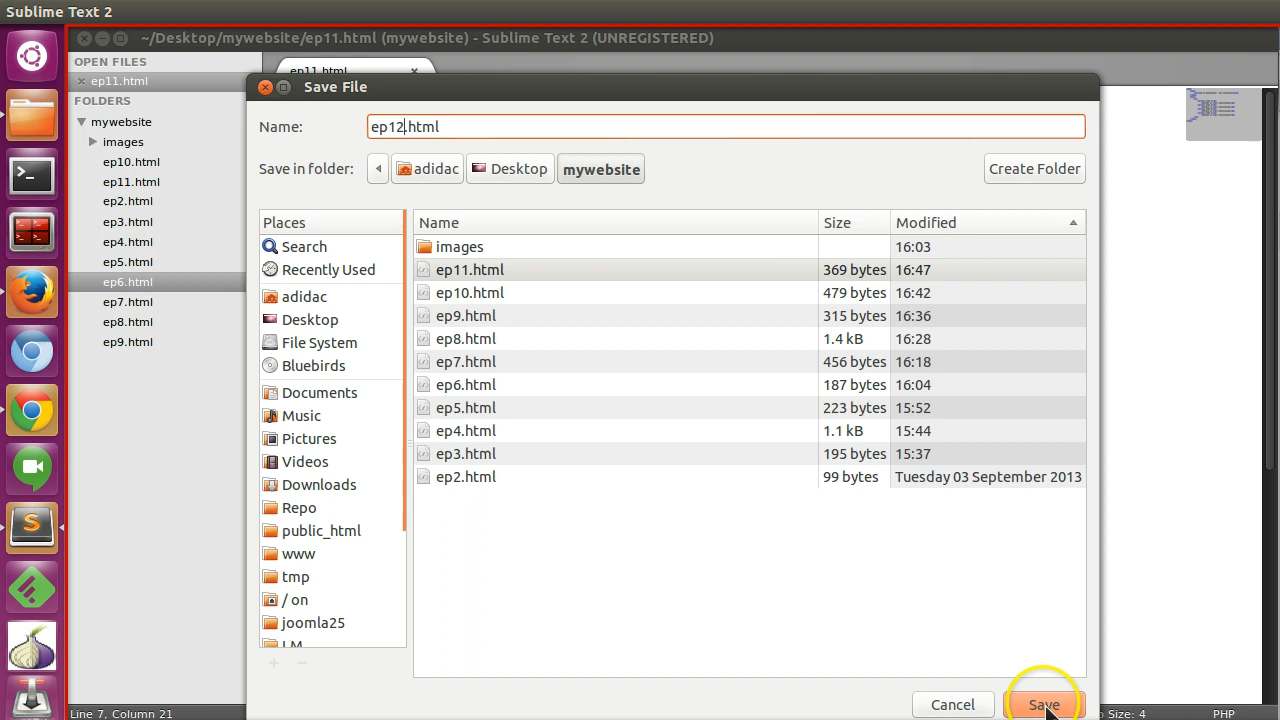 Sublime Text 2
~/Desktop/mywebsite/ep11.html (mywebsite) - Sublime Text 2 (UNREGISTERED)
OPEN FILES
ep11.html
FOLDERS
mywebsite
images
ep10.html
ep11.html
ep2.html
ep3.html
ep4.html
ep5.html
ep6.html
ep7.html
ep8.html
ep9.html
ep11.html
Save File
Name: ep12.html
Save in folder: adidac Desktop mywebsite Create Folder
Places
Search
Recently Used
adidac
Desktop
File System
Bluebirds
Documents
Music
Pictures
Videos
Downloads
Repo
public_html
www
tmp
/ on
joomla25
LM
Name Size Modified
images 16:03
ep11.html 369 bytes 16:47
ep10.html 479 bytes 16:42
ep9.html 315 bytes 16:36
ep8.html 1.4 kB 16:28
ep7.html 456 bytes 16:18
ep6.html 187 bytes 16:04
ep5.html 223 bytes 15:52
ep4.html 1.1 kB 15:44
ep3.html 195 bytes 15:37
ep2.html 99 bytes Tuesday 03 September 2013
Cancel Save
Line 7, Column 21 Size: 4 PHP